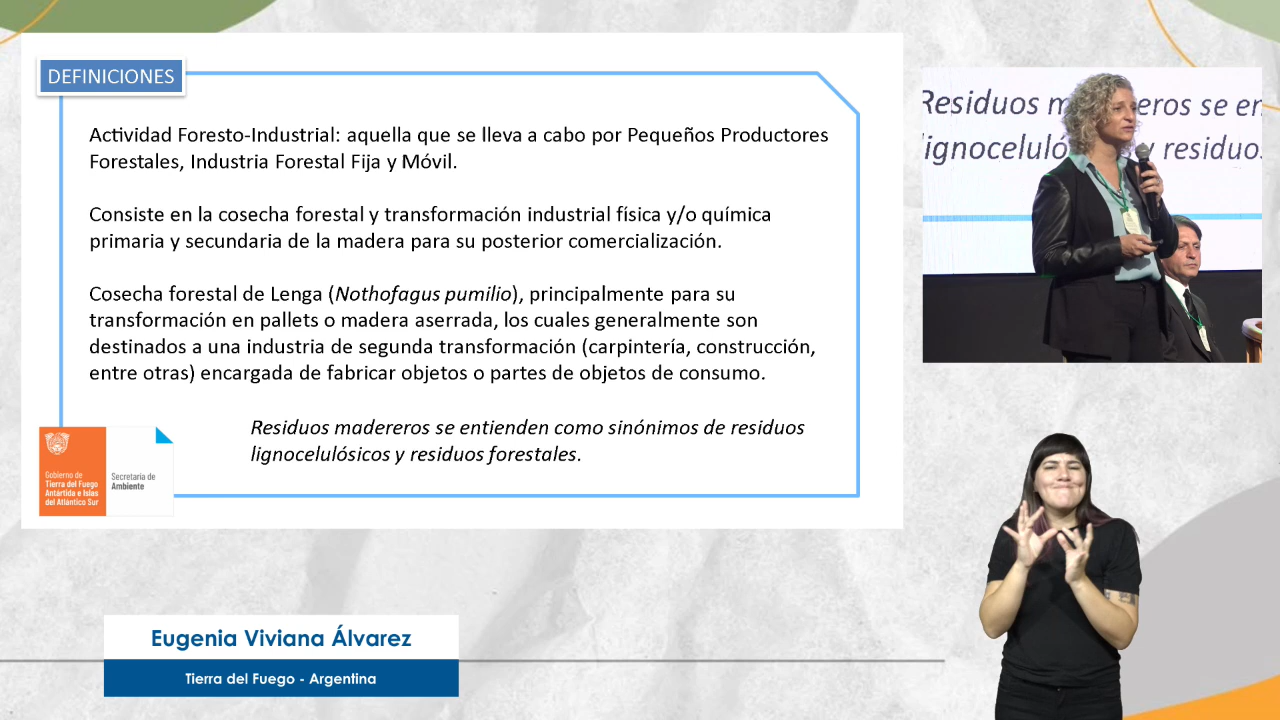 DEFINICIONES
Actividad Foresto-Industrial: aquella que se lleva a cabo por Pequeños Productores
Forestales, Industria Forestal Fija y Móvil.
Consiste en la cosecha forestal y transformación industrial física y/o química
primaria y secundaria de la madera para su posterior comercialización.
Cosecha forestal de Lenga (Nothofagus pumilio), principalmente para su
transformación en pallets o madera aserrada, los cuales generalmente son
destinados a una industria de segunda transformación (carpintería, construcción,
entre otras) encargada de fabricar objetos o partes de objetos de consumo.
Residuos madereros se entienden como sinónimos de residuos
lignocelulósicos y residuos forestales.
Gobierno de
Tierra del Fuego
Antártida e Islas
del Atlántico Sur
Secretaría de
Ambiente
Residuos m eros se en
ignoceluló y residuo
Eugenia Viviana Álvarez
Tierra del Fuego - Argentina